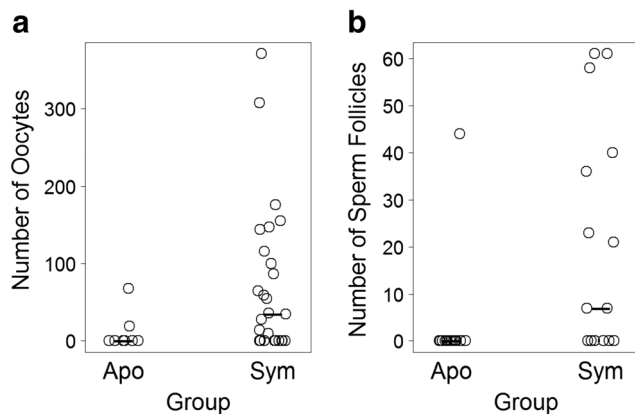 a
Number of Oocytes
300
200
100
0
Apo
Sym
Group
b
Number of Sperm Follicles
60
50
40
30
20
10
0
Apo
Sym
Group